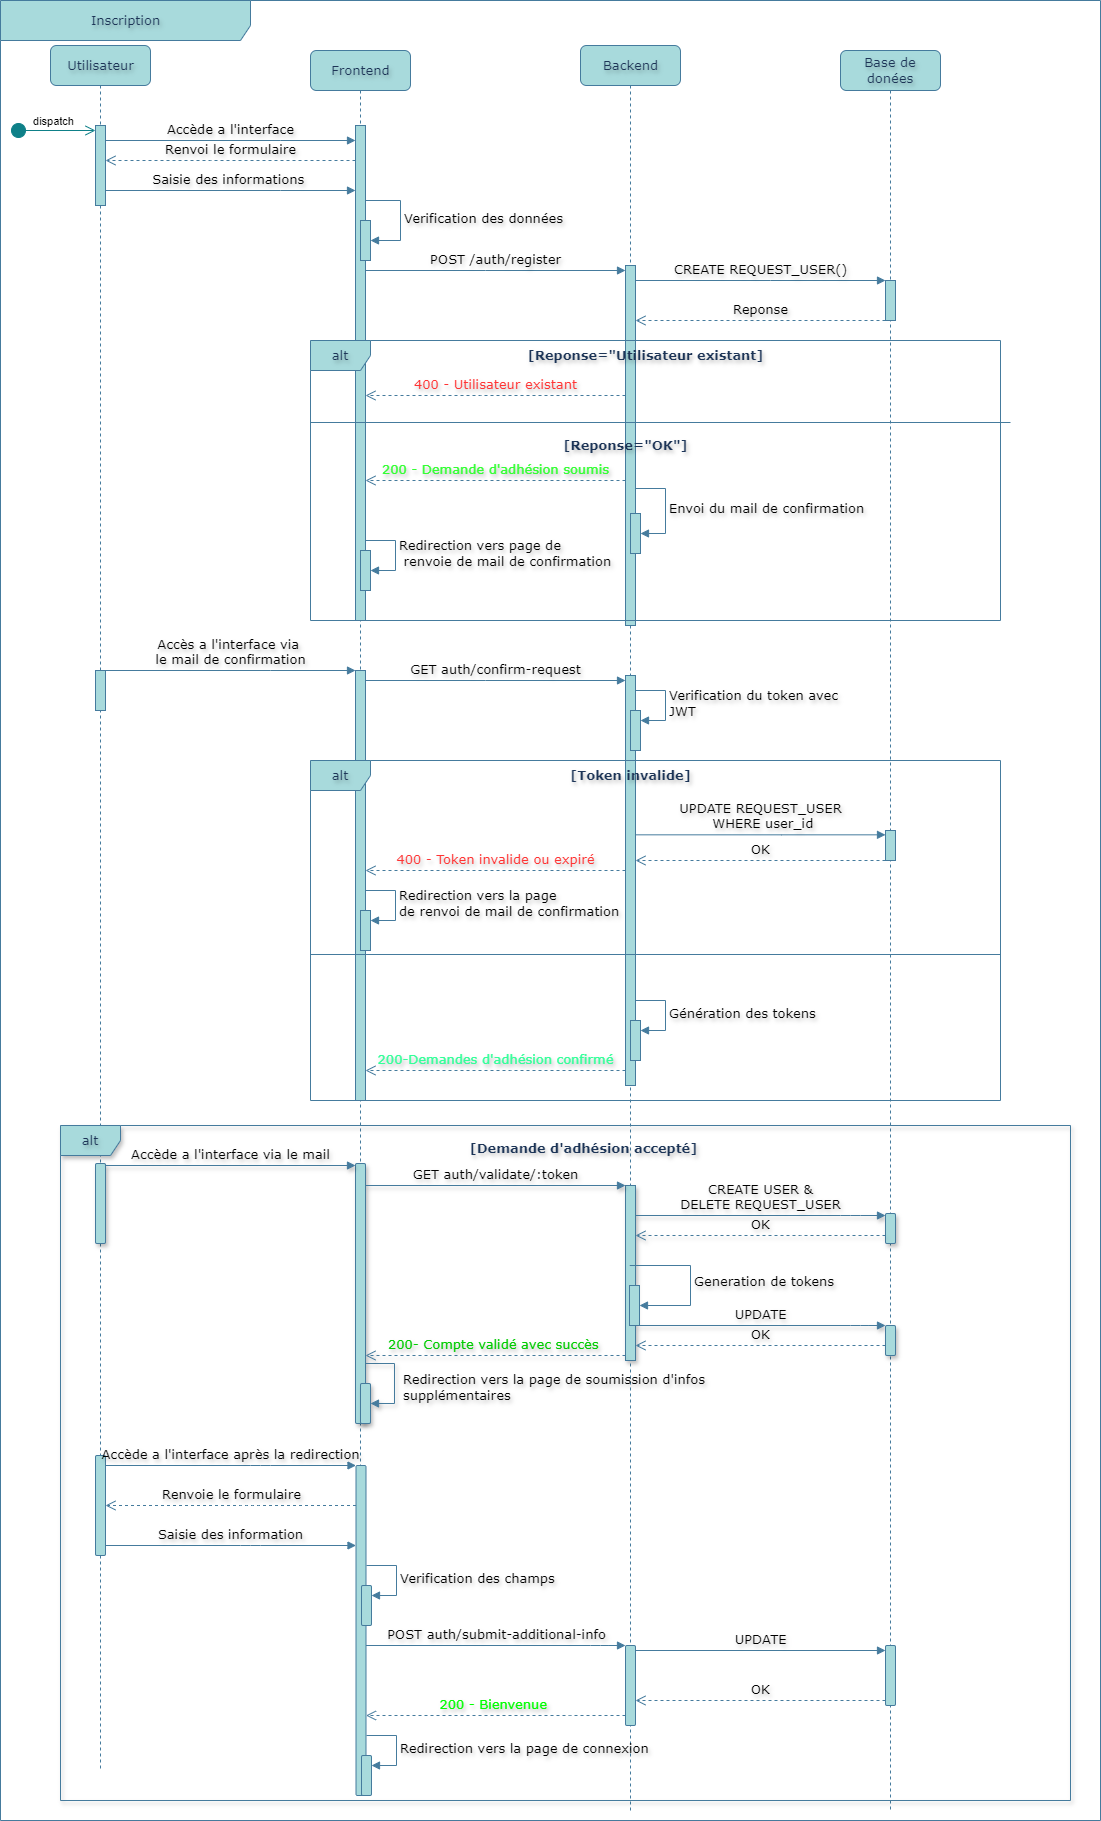 Inscription
Utilisateur
Frontend
Backend
Base de
donées
dispatch
Accède a l'interface
Renvoi le formulaire
Saisie des informations
Verification des données
POST /auth/register
CREATE REQUEST_USER()
Reponse
alt
[Reponse="Utilisateur existant]
400 - Utilisateur existant
[Reponse="OK"]
200 - Demande d'adhésion soumis
Envoi du mail de confirmation
Redirection vers page de
renvoie de mail de confirmation
Accès a l'interface via
le mail de confirmation
GET auth/confirm-request
Verification du token avec
JWT
alt
[Token invalide]
UPDATE REQUEST_USER
WHERE user_id
OK
400 - Token invalide ou expiré
Redirection vers la page
de renvoi de mail de confirmation
Génération des tokens
200-Demandes d'adhésion confirmé
alt
[Demande d'adhésion accepté]
Accède a l'interface via le mail
GET auth/validate/:token
CREATE USER &
DELETE REQUEST_USER
OK
Generation de tokens
UPDATE
OK
200- Compte validé avec succès
Redirection vers la page de soumission d'infos
supplémentaires
Accède a l'interface après la redirection
Renvoie le formulaire
Saisie des information
Verification des champs
POST auth/submit-additional-info
UPDATE
OK
200 - Bienvenue
Redirection vers la page de connexion